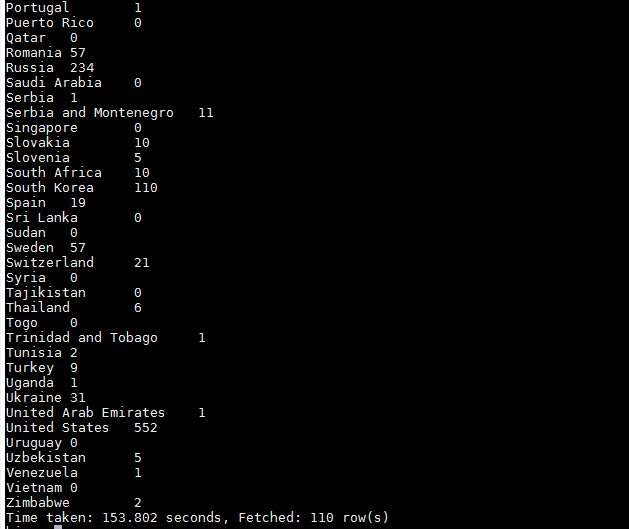 Portugal 1
Puerto Rico 0
Qatar 0
Romania 57
Russia 234
Saudi Arabia 0
Serbia 1
Serbia and Montenegro 11
Singapore 0
Slovakia 10
Slovenia 5
South Africa 10
South Korea 110
Spain 19
Sri Lanka 0
Sudan 0
Sweden 57
Switzerland 21
Syria 0
Tajikistan 0
Thailand 6
Togo 0
Trinidad and Tobago 1
Tunisia 2
Turkey 9
Uganda 1
Ukraine 31
United Arab Emirates 1
United States 552
Uruguay 0
Uzbekistan 5
Venezuela 1
Vietnam 0
Zimbabwe 2
Time taken: 153.802 seconds, Fetched: 110 row(s)